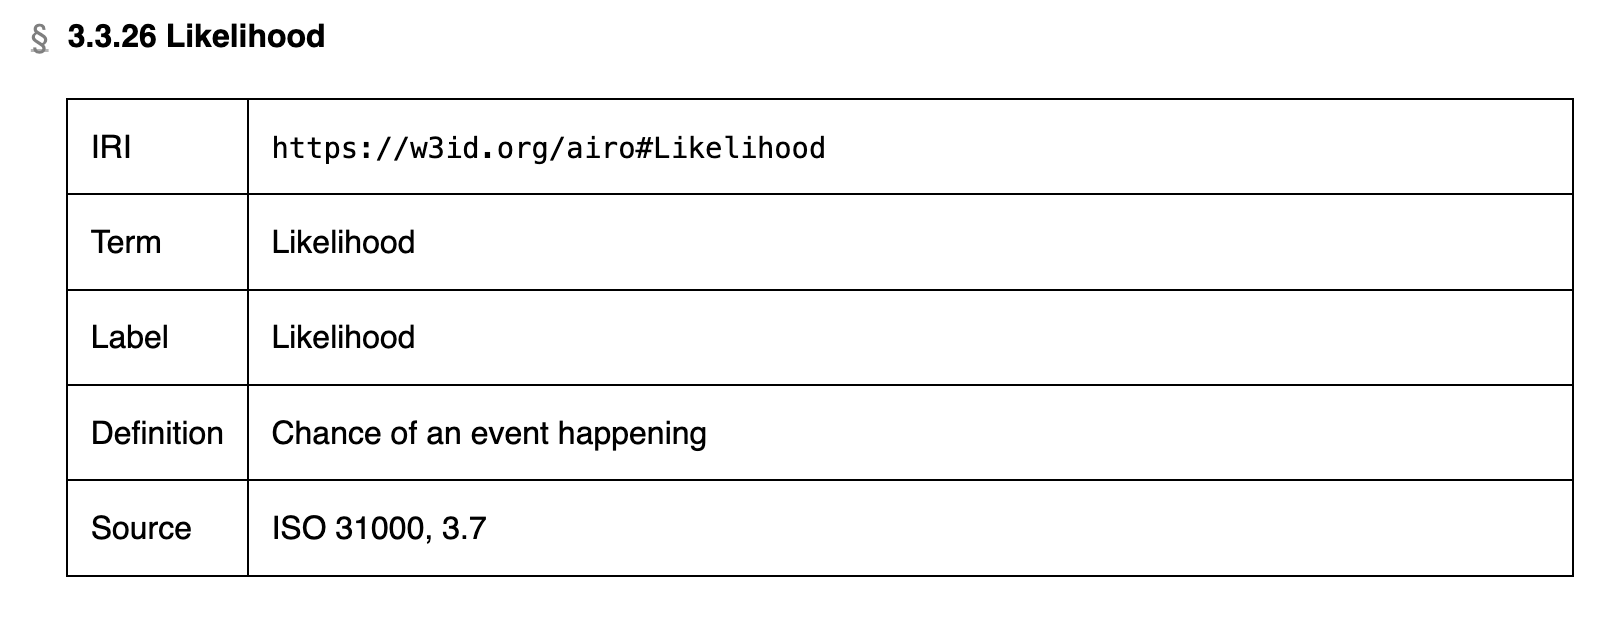 § 3.3.26 Likelihood
IRI https://w3id.org/airo#Likelihood
Term Likelihood
Label Likelihood
Definition Chance of an event happening
Source ISO 31000, 3.7